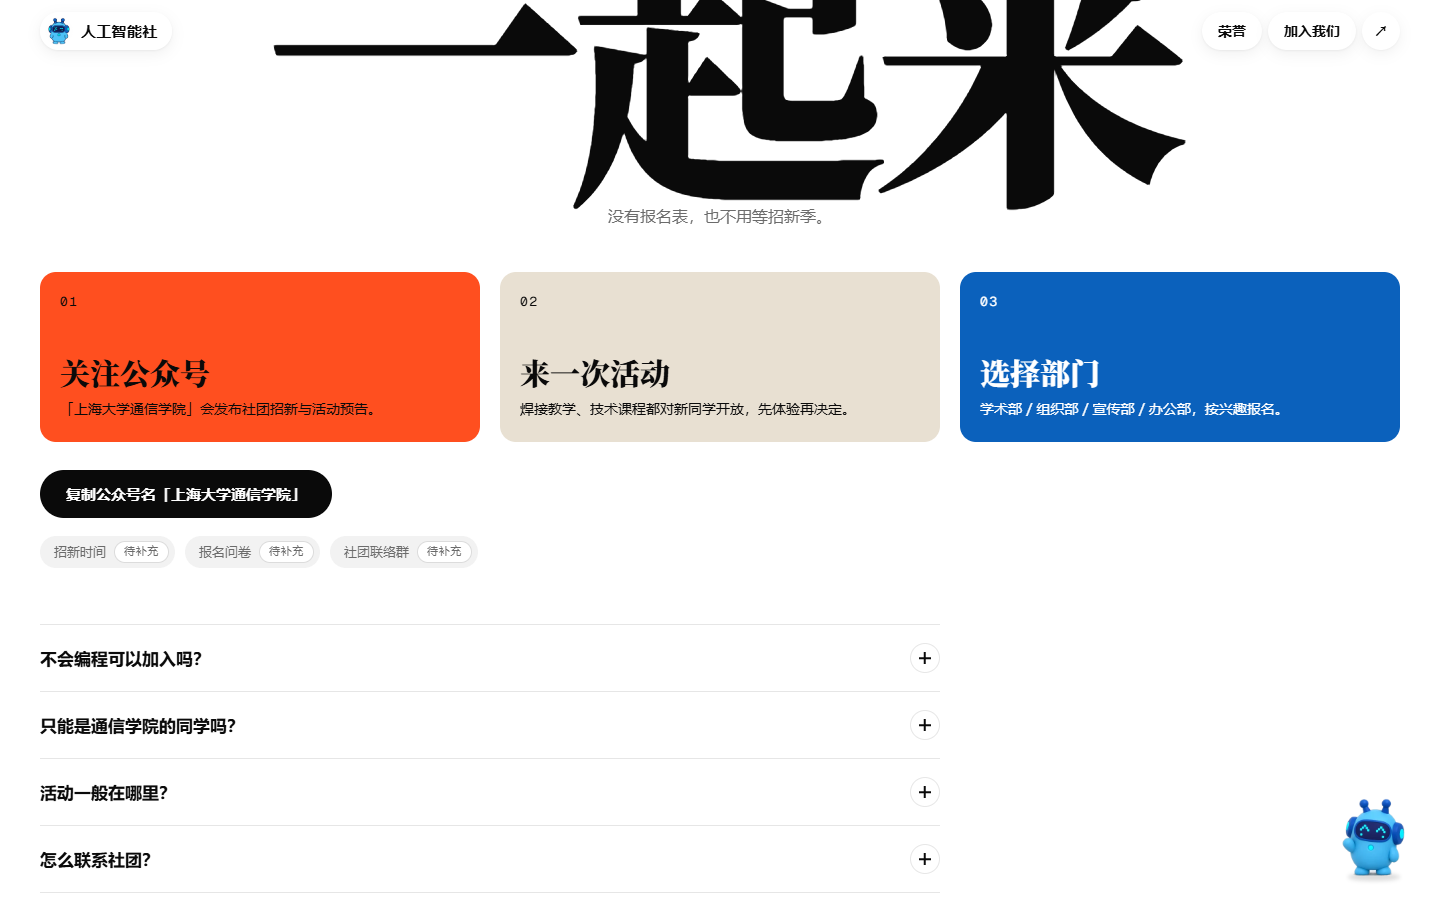 人工智能社
荣誉
加入我们
↗
一起来
没有报名表，也不用等招新季。
01
关注公众号
「上海大学通信学院」会发布社团招新与活动预告。
02
来一次活动
焊接教学、技术课程都对新同学开放，先体验再决定。
03
选择部门
学术部 / 组织部 / 宣传部 / 办公部，按兴趣报名。
复制公众号名「上海大学通信学院」
招新时间 待补充
报名问卷 待补充
社团联络群 待补充
不会编程可以加入吗？
只能是通信学院的同学吗？
活动一般在哪里？
怎么联系社团？